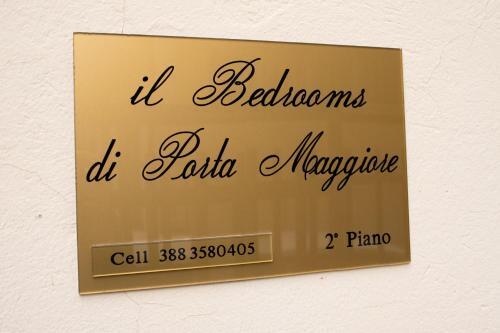 il Bedrooms
di Porta Maggiore
2° Piano
Cell 388 3580405